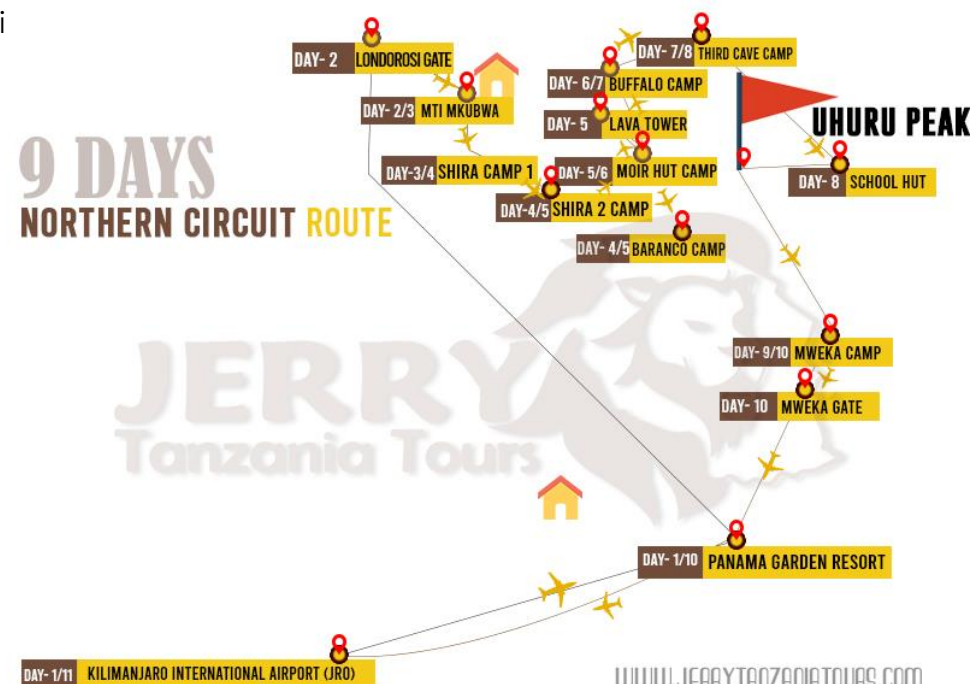 i
DAY- 2 LONDOROSI GATE
DAY- 7/8 THIRD CAVE CAMP
DAY- 6/7 BUFFALO CAMP
DAY- 2/3 MTI MKUBWA
DAY- 5 LAVA TOWER
UHURU PEAK
9 DAYS
NORTHERN CIRCUIT ROUTE
DAY-3/4 SHIRA CAMP 1
DAY- 5/6 MOIR HUT CAMP
DAY- 8 SCHOOL HUT
DAY-4/5 SHIRA 2 CAMP
DAY- 4/5 BARANCO CAMP
JERRY
Tanzania Tours
DAY- 9/10 MWEKA CAMP
DAY- 10 MWEKA GATE
DAY- 1/10 PANAMA GARDEN RESORT
DAY- 1/11 KILIMANJARO INTERNATIONAL AIRPORT (JRO)
WWW.JERRYTANZANIATOURS.COM